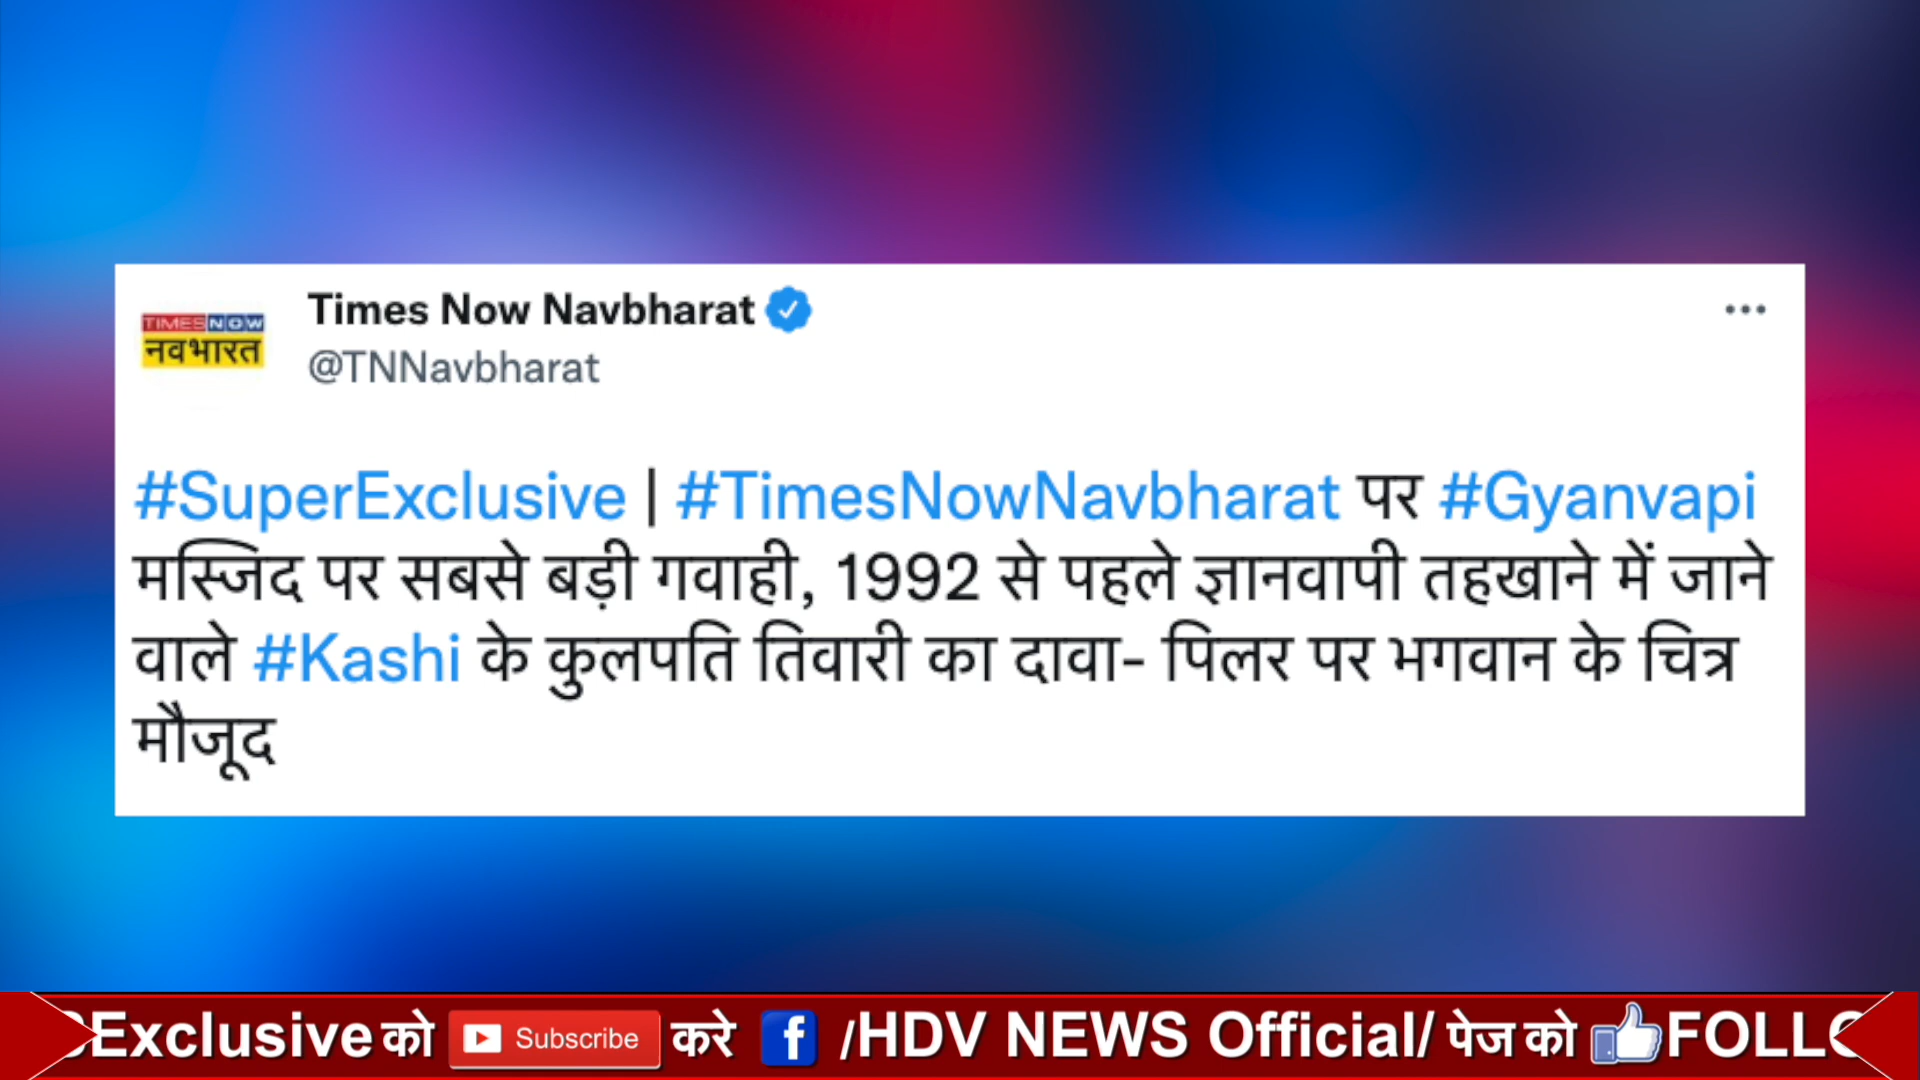 TIMES NOW
नवभारत
Times Now Navbharat
@TNNavbharat
#SuperExclusive | #TimesNowNavbharat पर #Gyanvapi
मस्जिद पर सबसे बड़ी गवाही, 1992 से पहले ज्ञानवापी तहखाने में जाने
वाले #Kashi के कुलपति तिवारी का दावा- पिलर पर भगवान के चित्र
मौजूद
Exclusive को Subscribe करे f /HDV NEWS Official/ पेज को